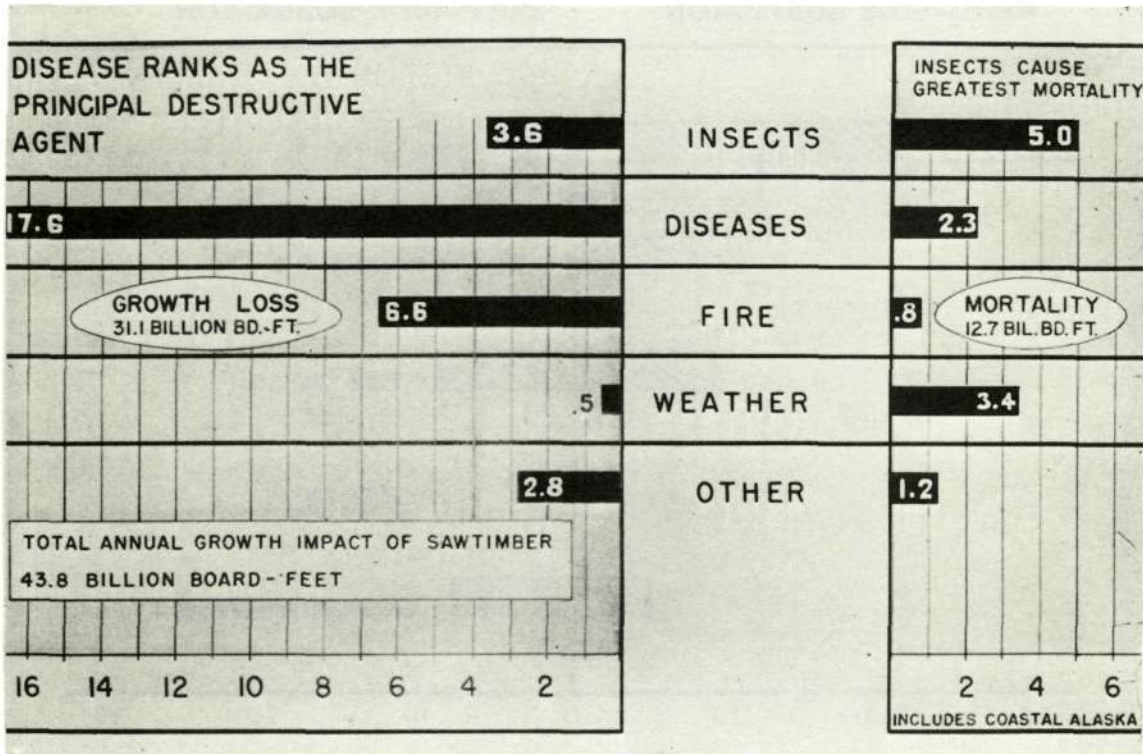 DISEASE RANKS AS THE
PRINCIPAL DESTRUCTIVE
AGENT
INSECTS CAUSE
GREATEST MORTALITY
3.6 INSECTS 5.0
17.6 DISEASES 2.3
GROWTH LOSS
31.1 BILLION BD.-FT.
6.6 FIRE .8
MORTALITY
12.7 BIL. BD. FT.
.5 WEATHER 3.4
2.8 OTHER 1.2
TOTAL ANNUAL GROWTH IMPACT OF SAWTIMBER
43.8 BILLION BOARD-FEET
16 14 12 10 8 6 4 2
2 4 6
INCLUDES COASTAL ALASKA